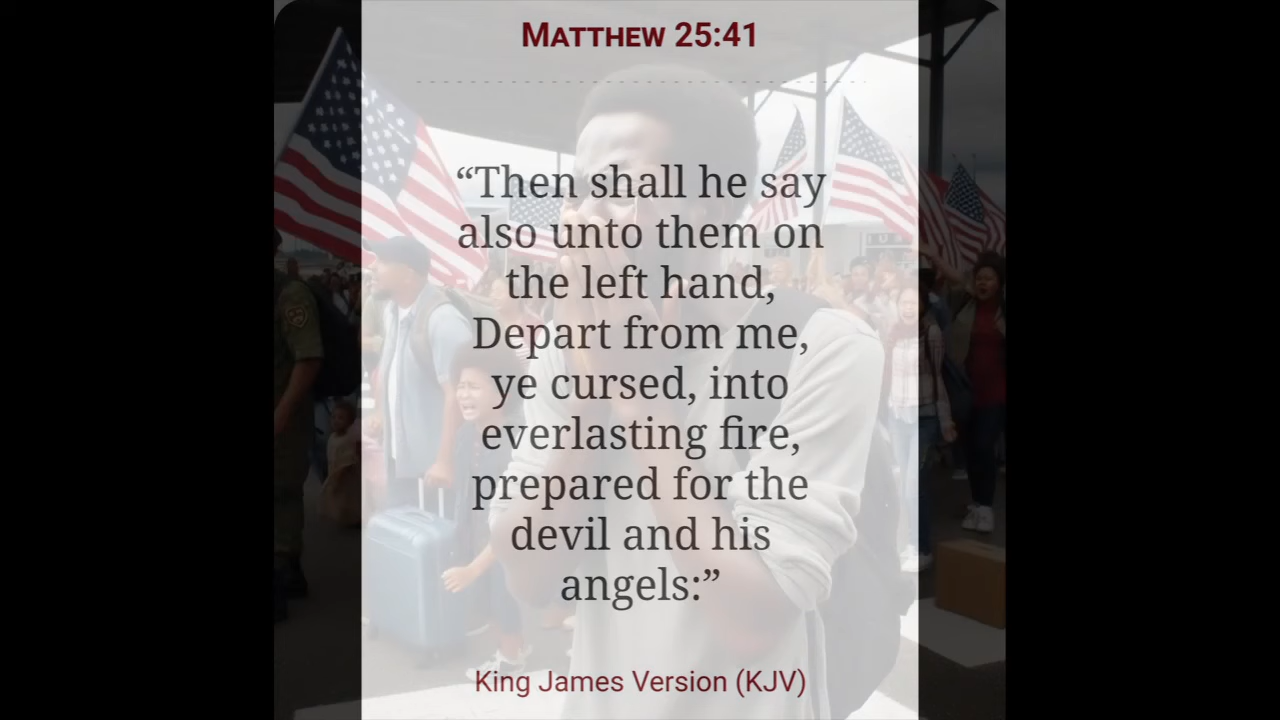 MATTHEW 25:41
“Then shall he say
also unto them on
the left hand,
Depart from me,
ye cursed, into
everlasting fire,
prepared for the
devil and his
angels:”
King James Version (KJV)